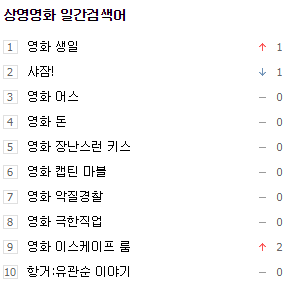 상영영화 일간검색어
1 영화 생일 ↑ 1
2 샤잠! ↓ 1
3 영화 어스 − 0
4 영화 돈 − 0
5 영화 장난스런 키스 − 0
6 영화 캡틴 마블 − 0
7 영화 악질경찰 − 0
8 영화 극한직업 − 0
9 영화 이스케이프 룸 ↑ 2
10 항거:유관순 이야기 − 0